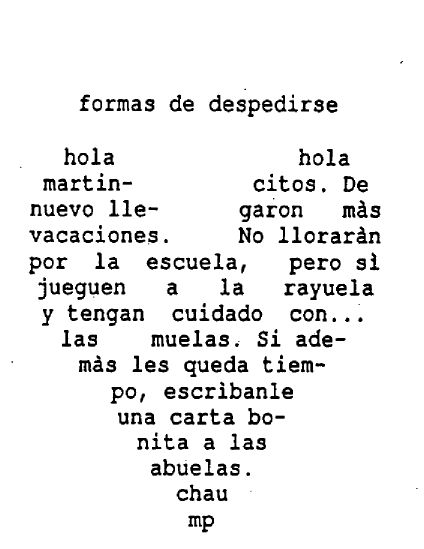 formas de despedirse
hola hola
martin- citos. De
nuevo lle- garon màs
vacaciones. No lloraràn
por la escuela, pero sì
jueguen a la rayuela
y tengan cuidado con...
las muelas. Si ade-
màs les queda tiem-
po, escrìbanle
una carta bo-
nita a las
abuelas.
chau
mp